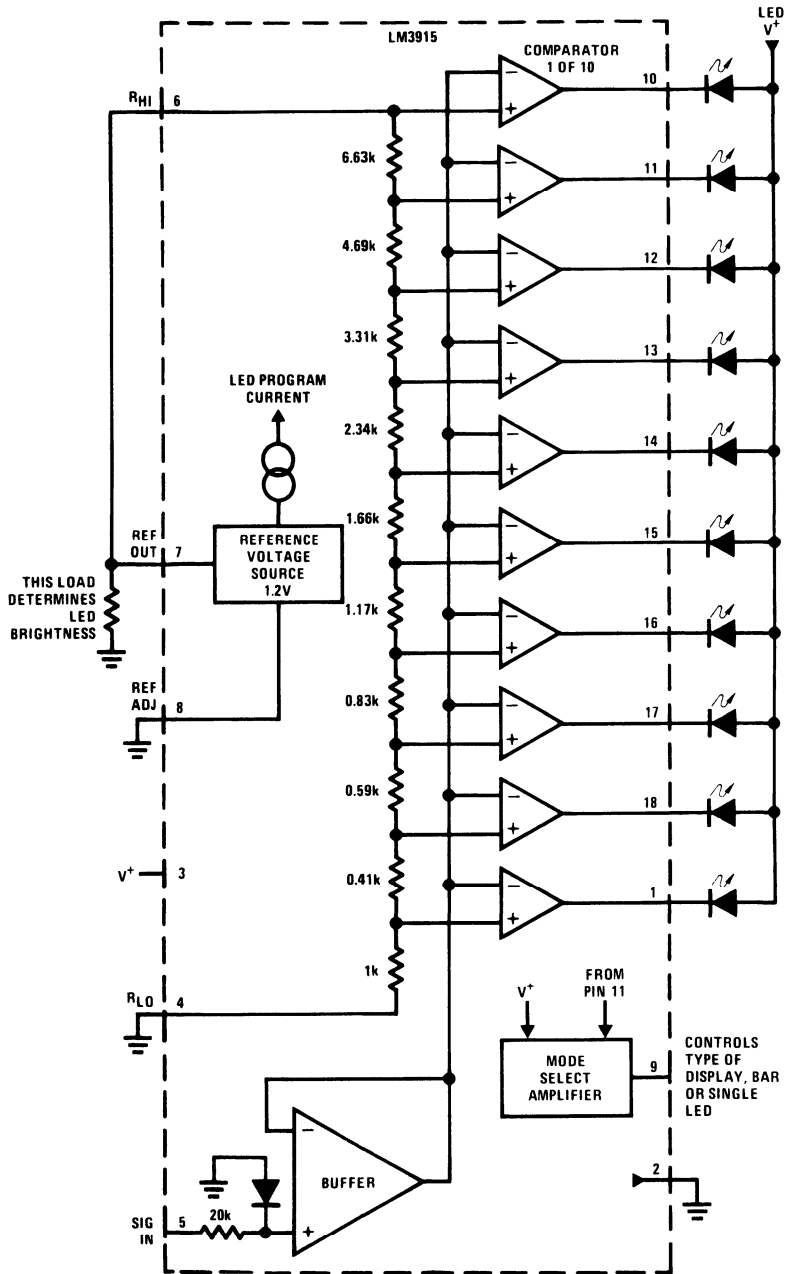 LED
V+
LM3915
COMPARATOR
1 OF 10
−
+
10
RHI
6
6.63k
−
+
11
4.69k
−
+
12
3.31k
−
+
13
LED PROGRAM
CURRENT
2.34k
−
+
14
1.66k
−
+
15
REF
OUT
7
REFERENCE
VOLTAGE
SOURCE
1.2V
THIS LOAD
DETERMINES
LED
BRIGHTNESS
1.17k
−
+
16
REF
ADJ
8
0.83k
−
+
17
0.59k
−
+
18
V+
3
0.41k
−
+
1
1k
RLO
4
V+
FROM
PIN 11
MODE
SELECT
AMPLIFIER
9
CONTROLS
TYPE OF
DISPLAY, BAR
OR SINGLE
LED
−
BUFFER
+
2
SIG
IN
5
20k